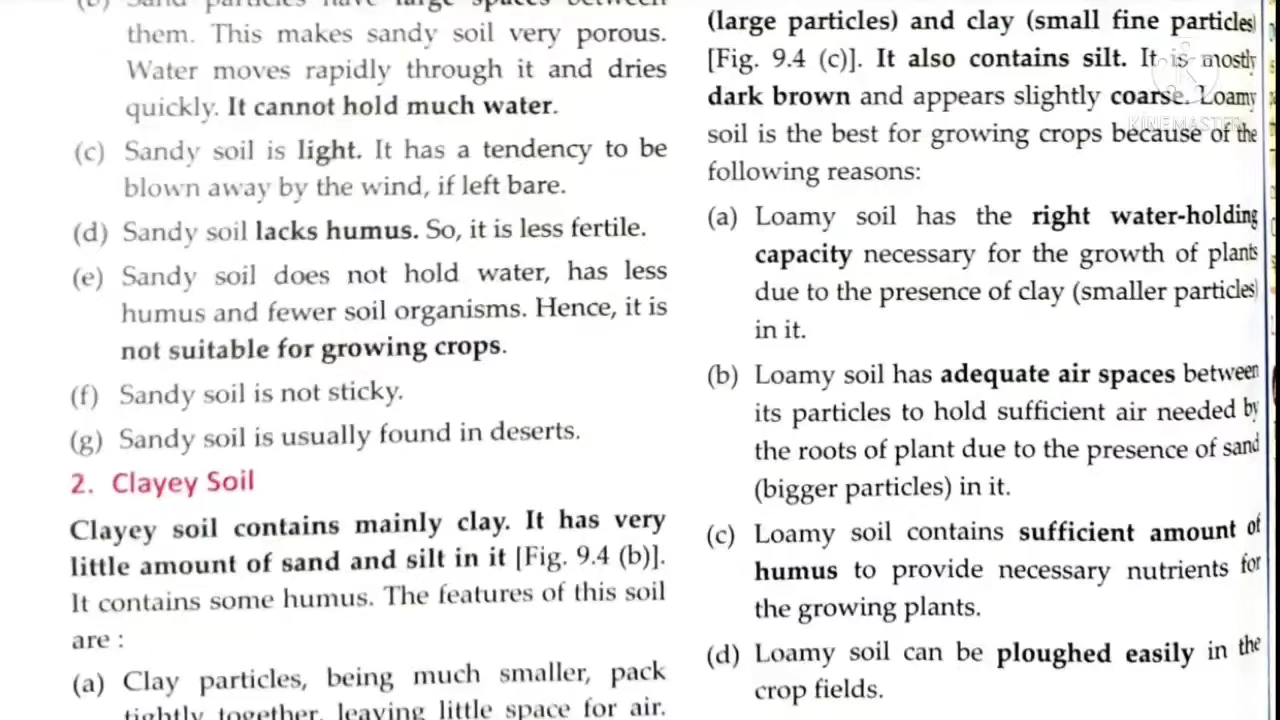 (b) Sand particles have large spaces between
them. This makes sandy soil very porous.
Water moves rapidly through it and dries
quickly. It cannot hold much water.
(c) Sandy soil is light. It has a tendency to be
blown away by the wind, if left bare.
(d) Sandy soil lacks humus. So, it is less fertile.
(e) Sandy soil does not hold water, has less
humus and fewer soil organisms. Hence, it is
not suitable for growing crops.
(f) Sandy soil is not sticky.
(g) Sandy soil is usually found in deserts.
2. Clayey Soil
Clayey soil contains mainly clay. It has very
little amount of sand and silt in it [Fig. 9.4 (b)].
It contains some humus. The features of this soil
are :
(a) Clay particles, being much smaller, pack
tightly together, leaving little space for air.
(large particles) and clay (small fine particles)
[Fig. 9.4 (c)]. It also contains silt. It is mostly
dark brown and appears slightly coarse. Loamy
soil is the best for growing crops because of the
following reasons:
(a) Loamy soil has the right water-holding
capacity necessary for the growth of plants
due to the presence of clay (smaller particles)
in it.
(b) Loamy soil has adequate air spaces between
its particles to hold sufficient air needed by
the roots of plant due to the presence of sand
(bigger particles) in it.
(c) Loamy soil contains sufficient amount of
humus to provide necessary nutrients for
the growing plants.
(d) Loamy soil can be ploughed easily in the
crop fields.
KINEMASTER